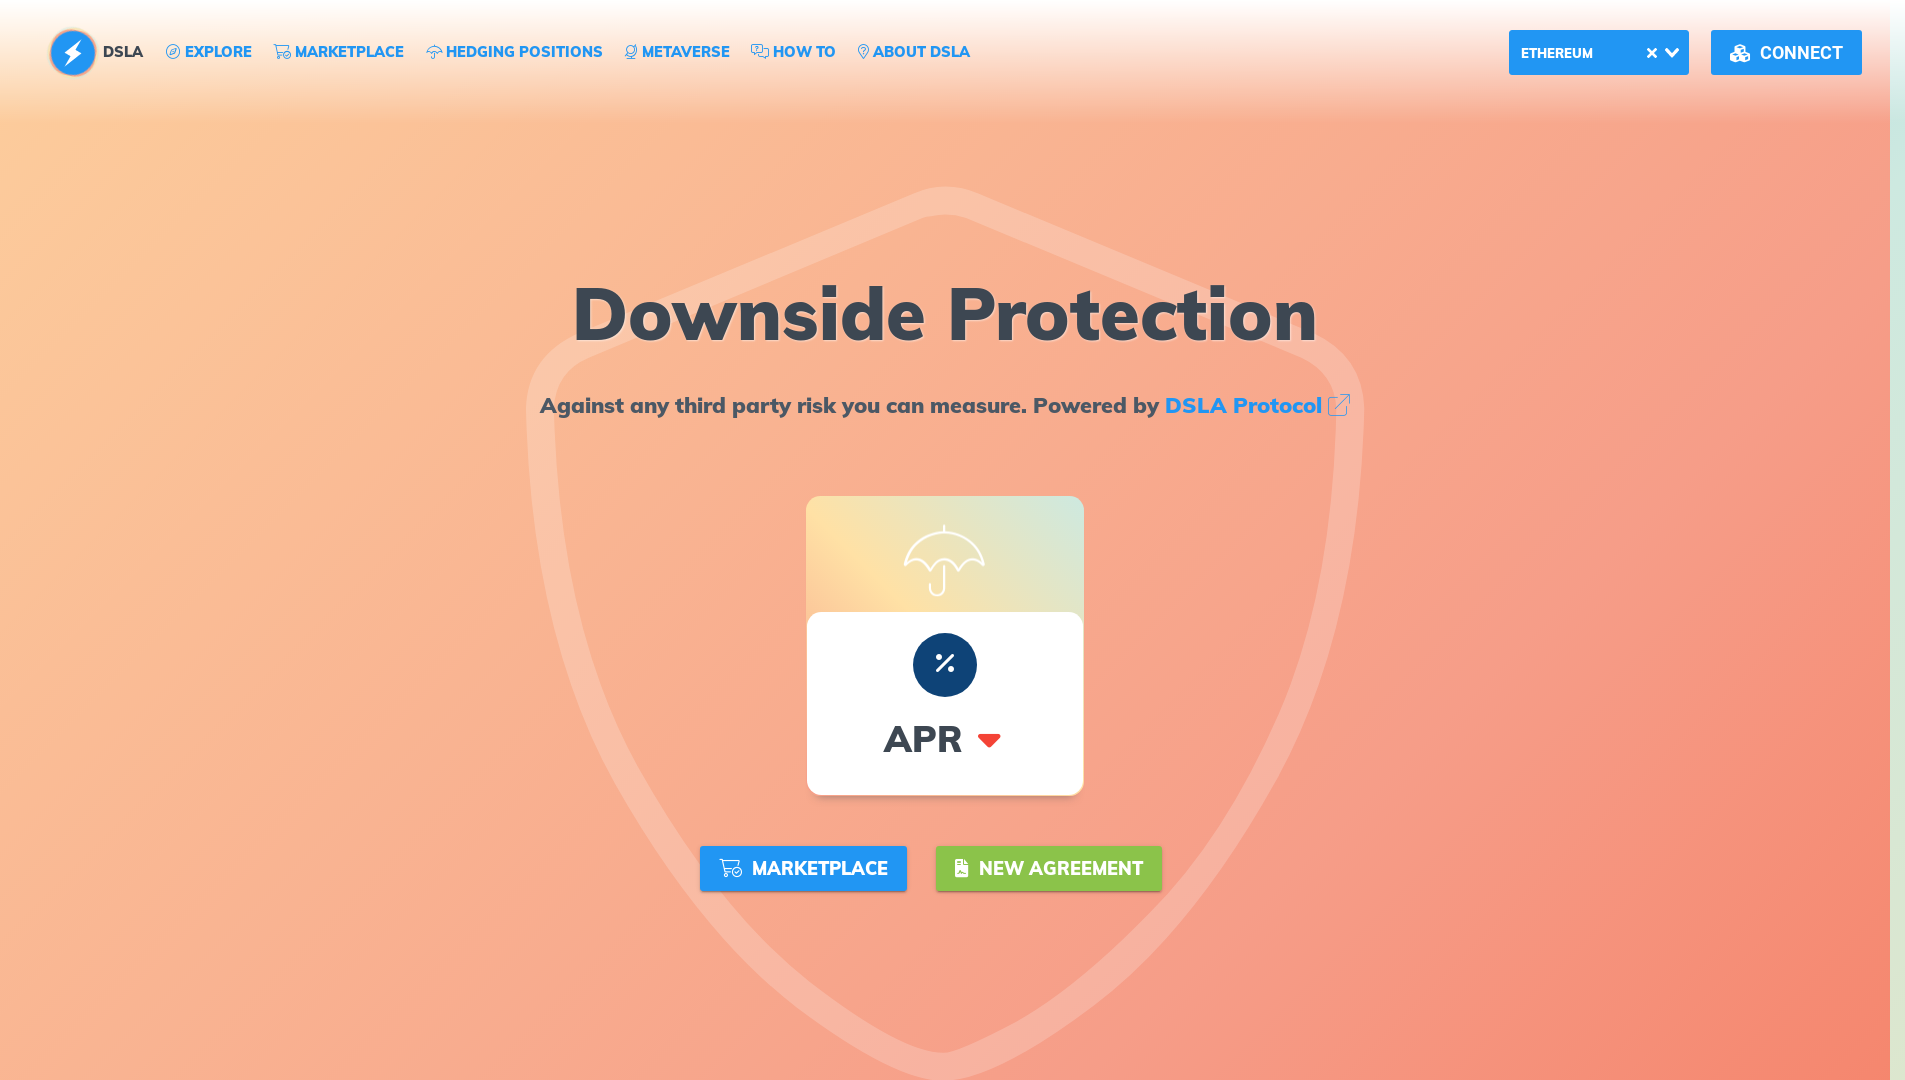 DSLA
EXPLORE
MARKETPLACE
HEDGING POSITIONS
METAVERSE
HOW TO
ABOUT DSLA
ETHEREUM
CONNECT
Downside Protection
Against any third party risk you can measure. Powered by DSLA Protocol
%
APR
MARKETPLACE
NEW AGREEMENT